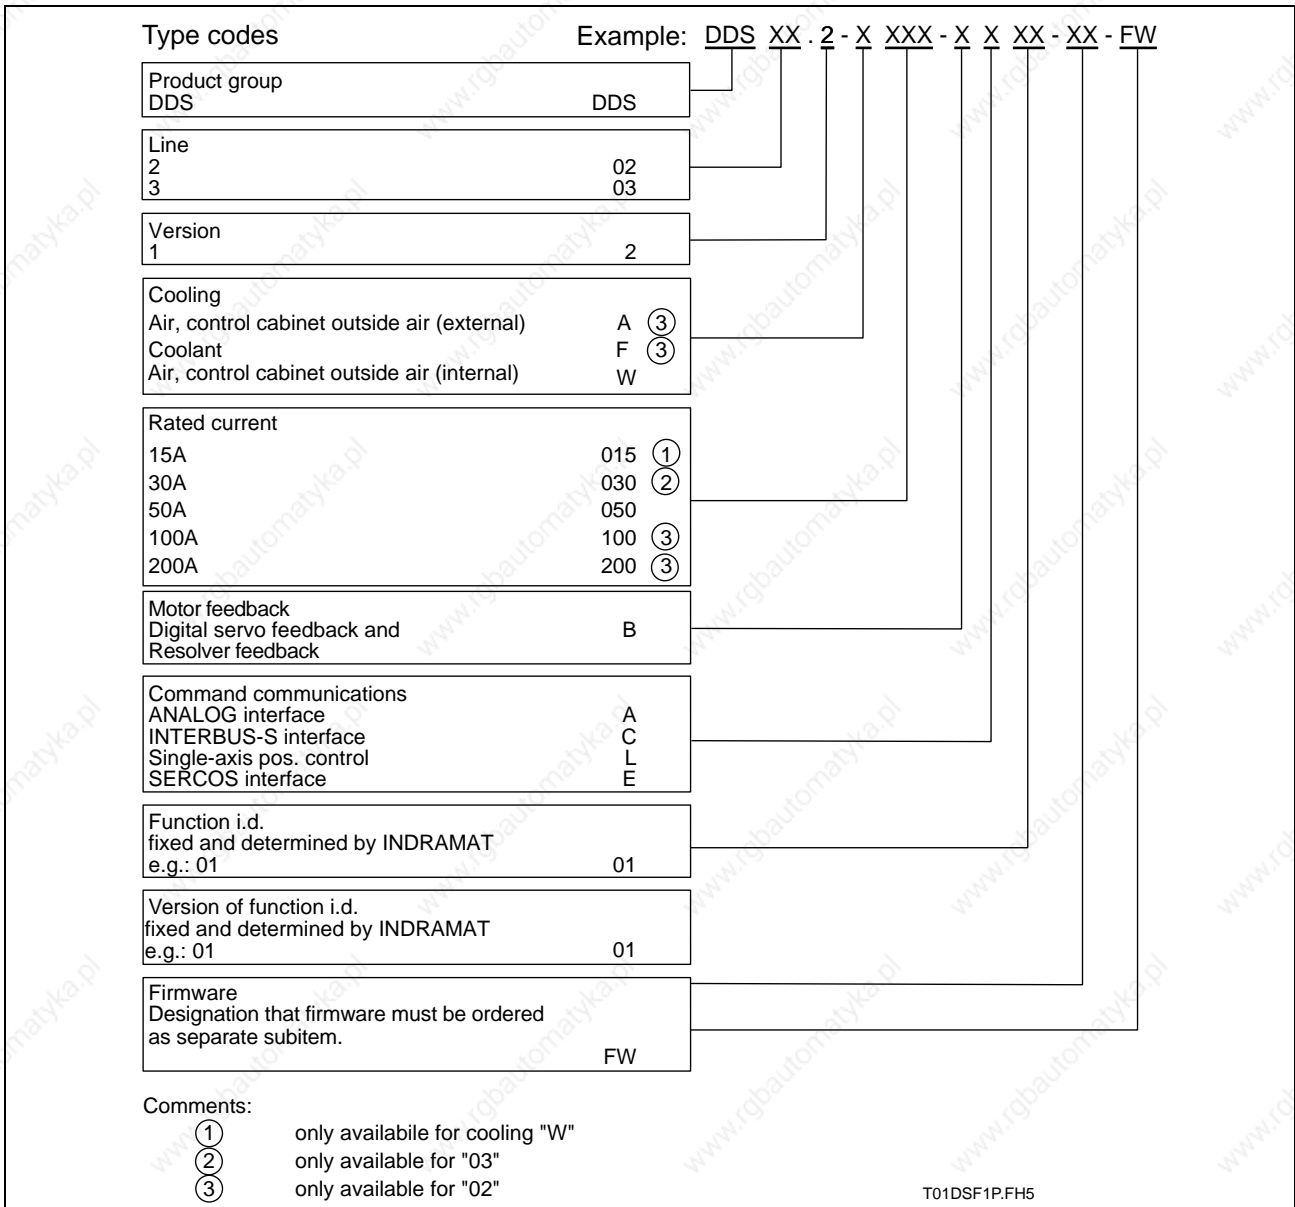 Type codes Example: DDS XX . 2 - X XXX - X X XX - XX - FW
Product group
DDS DDS
Line
2 02
3 03
Version
1 2
Cooling
Air, control cabinet outside air (external) A 3
Coolant F 3
Air, control cabinet outside air (internal) W
Rated current
15A 015 1
30A 030 2
50A 050
100A 100 3
200A 200 3
Motor feedback
Digital servo feedback and B
Resolver feedback
Command communications
ANALOG interface A
INTERBUS-S interface C
Single-axis pos. control L
SERCOS interface E
Function i.d.
fixed and determined by INDRAMAT
e.g.: 01 01
Version of function i.d.
fixed and determined by INDRAMAT
e.g.: 01 01
Firmware
Designation that firmware must be ordered
as separate subitem.
FW
Comments:
1 only availabile for cooling "W"
2 only available for "03"
3 only available for "02"
T01DSF1P.FH5
www.rgbautomatyka.pl